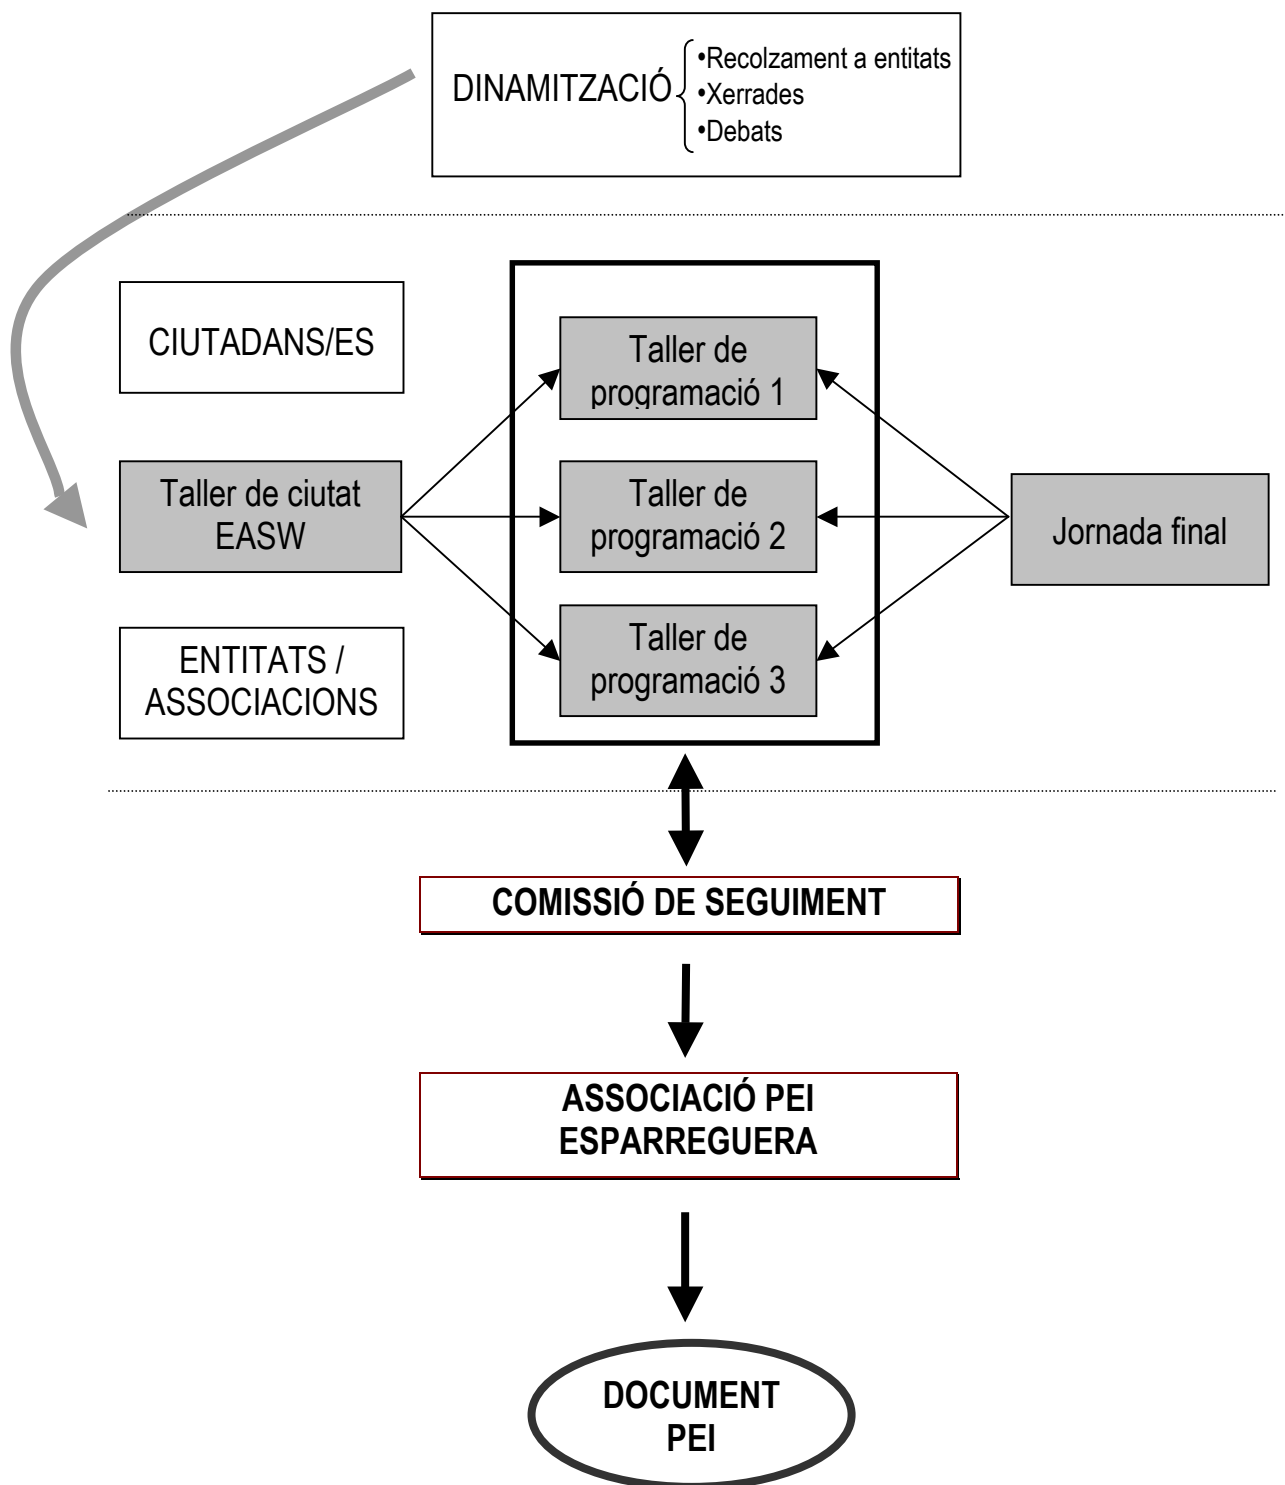 DINAMITZACIÓ
•Recolzament a entitats
•Xerrades
•Debats
CIUTADANS/ES
Taller de ciutat
EASW
ENTITATS /
ASSOCIACIONS
Taller de
programació 1
Taller de
programació 2
Taller de
programació 3
Jornada final
COMISSIÓ DE SEGUIMENT
ASSOCIACIÓ PEI
ESPARREGUERA
DOCUMENT
PEI